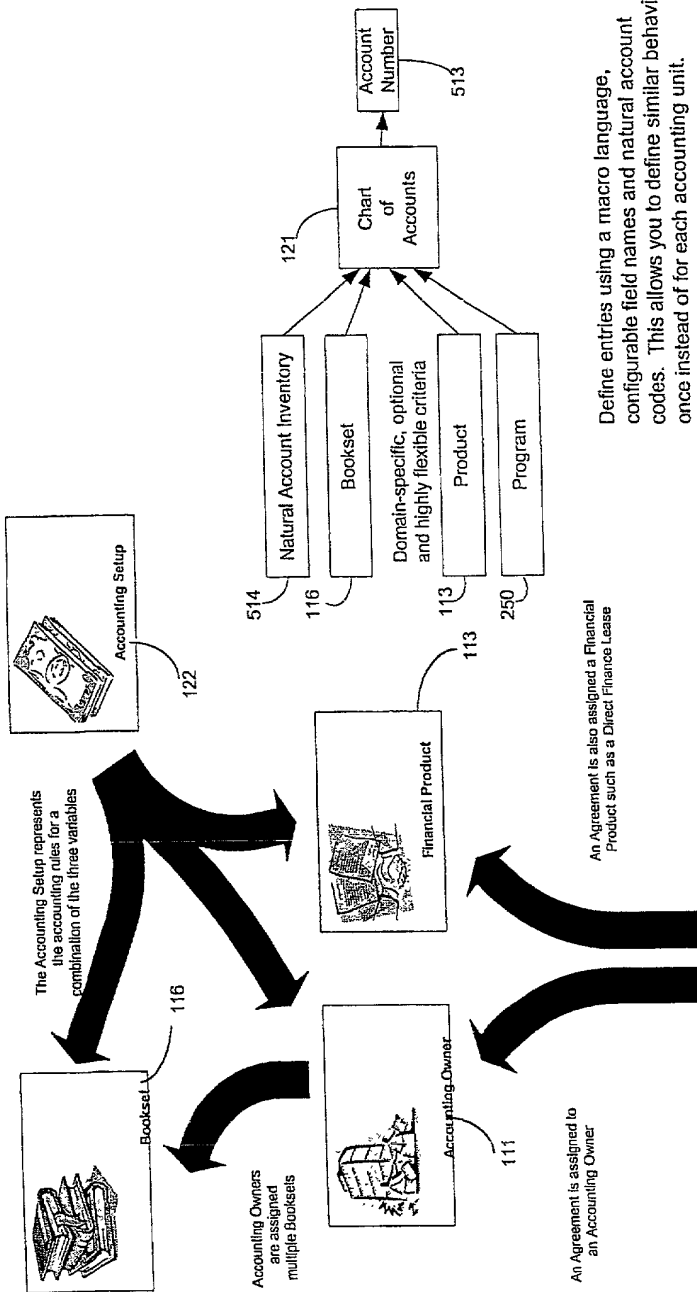 Accounting Setup
122
The Accounting Setup represents
the accounting rules for a
combination of the three variables
Bookset
116
Accounting Owners
are assigned
multiple Booksets
Accounting Owner
111
Financial Product
113
An Agreement is assigned to
an Accounting Owner
An Agreement is also assigned a Financial
Product such as a Direct Finance Lease
514
Natural Account Inventory
116
Bookset
Domain-specific, optional
and highly flexible criteria
113
Product
250
Program
121
Chart
of
Accounts
Account
Number
513
Define entries using a macro language,
configurable field names and natural account
codes. This allows you to define similar behavi
once instead of for each accounting unit.